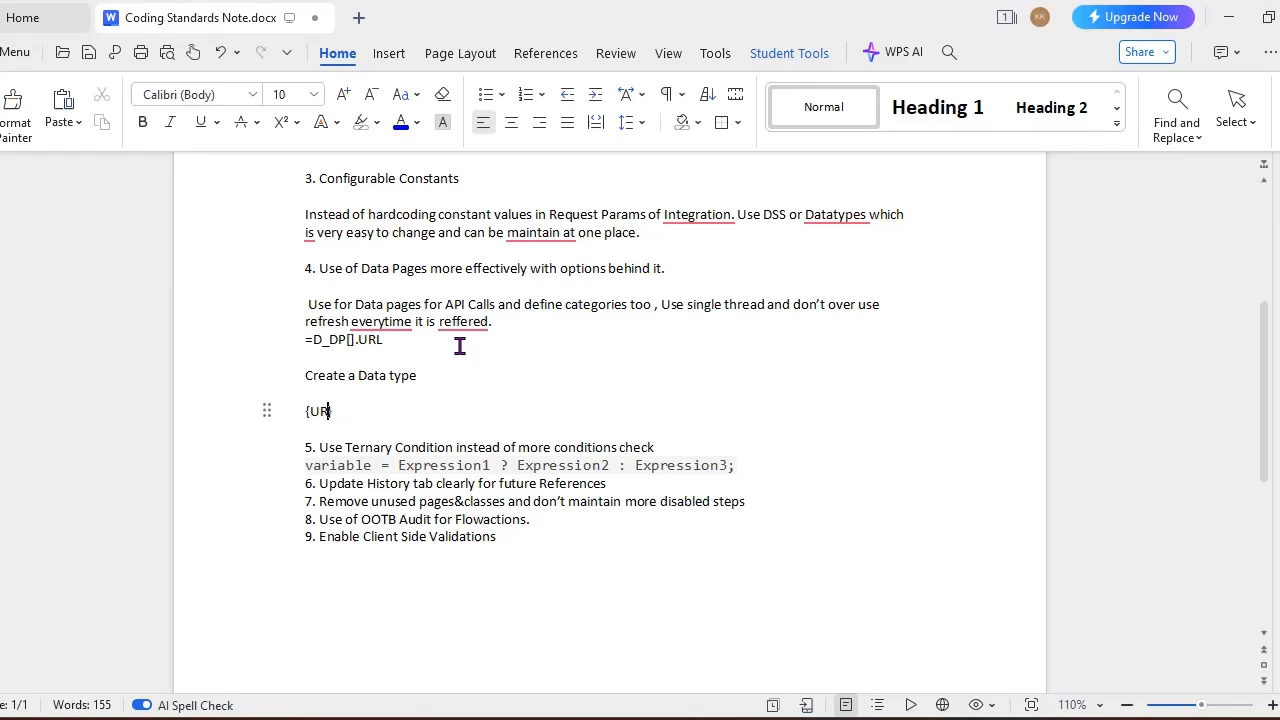 Home
Coding Standards Note.docx
1
KK
Upgrade Now
Menu
Home
Insert
Page Layout
References
Review
View
Tools
Student Tools
WPS AI
Share
ormat
ainter
Paste
Calibri (Body)
10
Normal
Heading 1
Heading 2
Find and
Replace
Select
3. Configurable Constants
Instead of hardcoding constant values in Request Params of Integration. Use DSS or Datatypes which
is very easy to change and can be maintain at one place.
4. Use of Data Pages more effectively with options behind it.
Use for Data pages for API Calls and define categories too , Use single thread and don’t over use
refresh everytime it is reffered.
=D_DP[].URL
Create a Data type
{UR}
5. Use Ternary Condition instead of more conditions check
variable = Expression1 ? Expression2 : Expression3;
6. Update History tab clearly for future References
7. Remove unused pages&classes and don’t maintain more disabled steps
8. Use of OOTB Audit for Flowactions.
9. Enable Client Side Validations
e: 1/1
Words: 155
AI Spell Check
110%